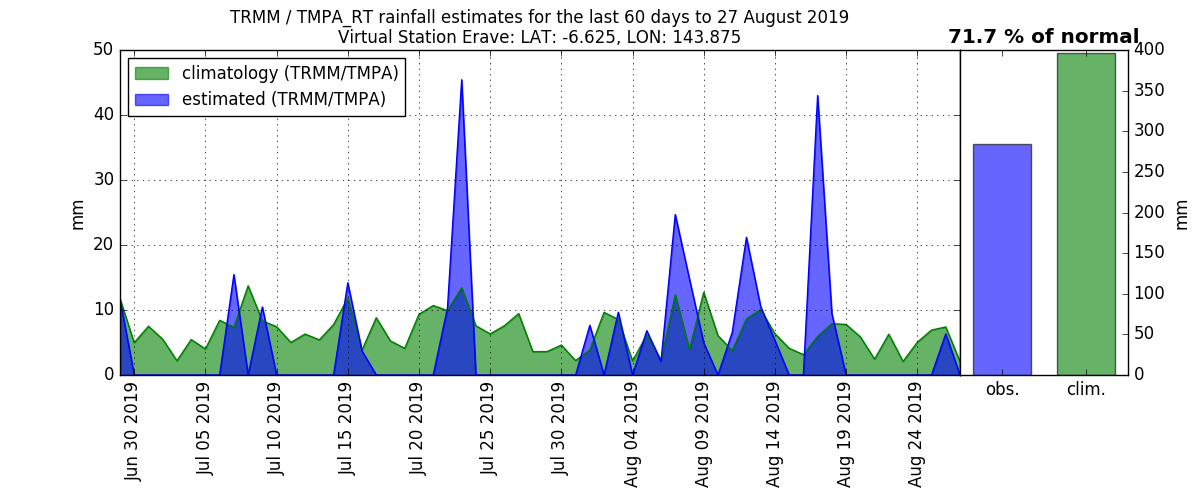 TRMM / TMPA_RT rainfall estimates for the last 60 days to 27 August 2019
Virtual Station Erave: LAT: -6.625, LON: 143.875
71.7 % of normal
climatology (TRMM/TMPA)
estimated (TRMM/TMPA)
50
40
30
20
10
0
mm
Jun 30 2019
Jul 05 2019
Jul 10 2019
Jul 15 2019
Jul 20 2019
Jul 25 2019
Jul 30 2019
Aug 04 2019
Aug 09 2019
Aug 14 2019
Aug 19 2019
Aug 24 2019
obs.
clim.
400
350
300
250
200
150
100
50
0
mm